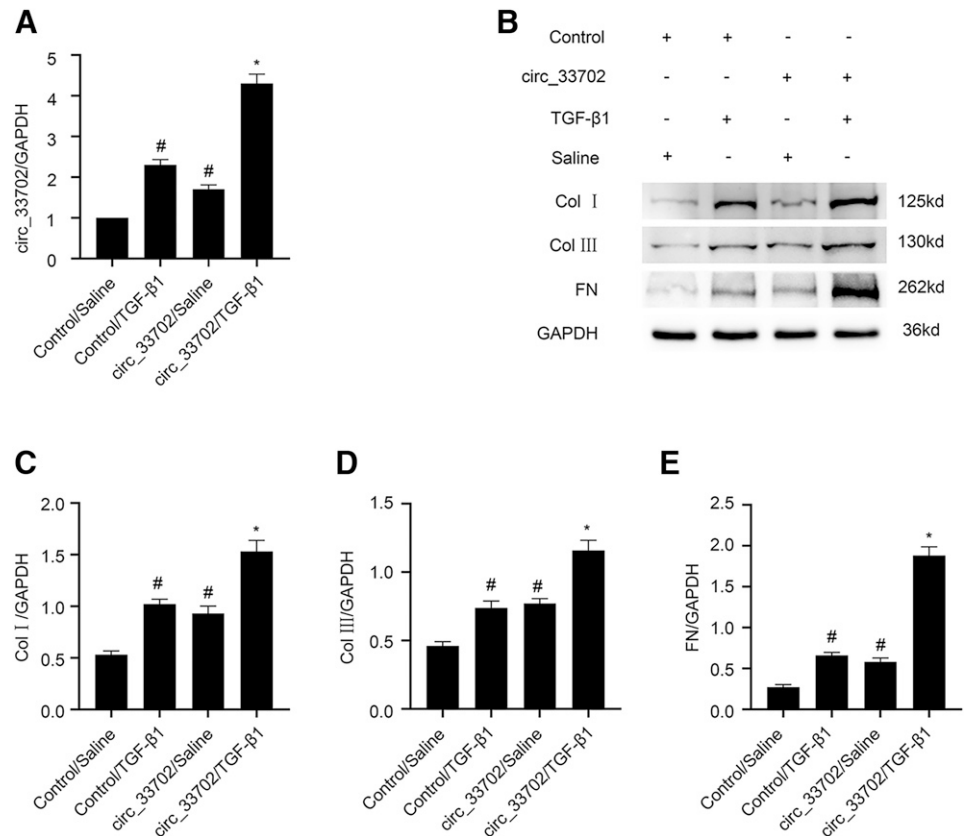 A
circ_33702/GAPDH
5
4
3
2
1
0
#
#
*
Control/Saline
Control/TGF-β1
circ_33702/Saline
circ_33702/TGF-β1
B
Control + + - -
circ_33702 - - + +
TGF-β1 - + - +
Saline + - + -
Col Ⅰ 125kd
Col Ⅲ 130kd
FN 262kd
GAPDH 36kd
C
Col Ⅰ/GAPDH
2.0
1.5
1.0
0.5
0.0
#
#
*
Control/Saline
Control/TGF-β1
circ_33702/Saline
circ_33702/TGF-β1
D
Col Ⅲ/GAPDH
1.5
1.0
0.5
0.0
#
#
*
Control/Saline
Control/TGF-β1
circ_33702/Saline
circ_33702/TGF-β1
E
FN/GAPDH
2.5
2.0
1.5
1.0
0.5
0.0
#
#
*
Control/Saline
Control/TGF-β1
circ_33702/Saline
circ_33702/TGF-β1